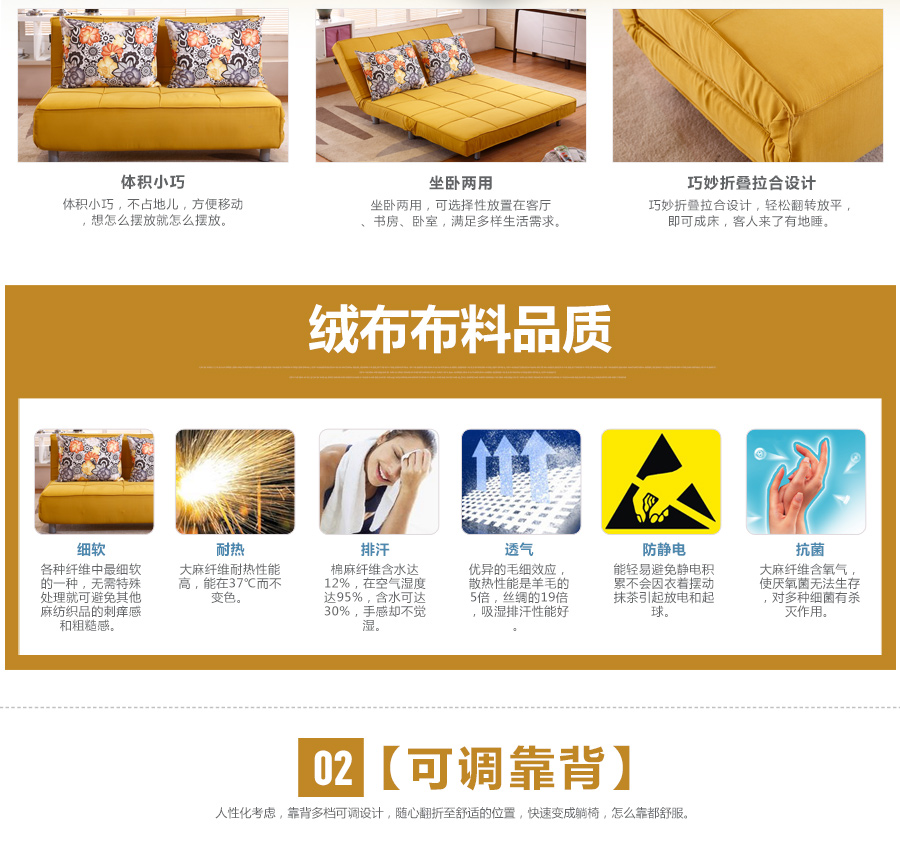 体积小巧
体积小巧，不占地儿，方便移动
，想怎么摆放就怎么摆放。
坐卧两用
坐卧两用，可选择性放置在客厅
、书房、卧室，满足多样生活需求。
巧妙折叠拉合设计
巧妙折叠拉合设计，轻松翻转放平，
即可成床，客人来了有地睡。
绒布布料品质
细软
各种纤维中最细软
的一种，无需特殊
处理就可避免其他
麻纺织品的刺痒感
和粗糙感。
耐热
大麻纤维耐热性能
高，能在37℃而不
变色。
排汗
棉麻纤维含水达
12%，在空气湿度
达95%，含水可达
30%，手感却不觉
湿。
透气
优异的毛细效应，
散热性能是羊毛的
5倍，丝绸的19倍
，吸湿排汗性能好
。
防静电
能轻易避免静电积
累不会因衣着摆动
抹茶引起放电和起
球。
抗菌
大麻纤维含氧气，
使厌氧菌无法生存
，对多种细菌有杀
灭作用。
02【可调靠背】
人性化考虑，靠背多档可调设计，随心翻折至舒适的位置，快速变成躺椅，怎么靠都舒服。